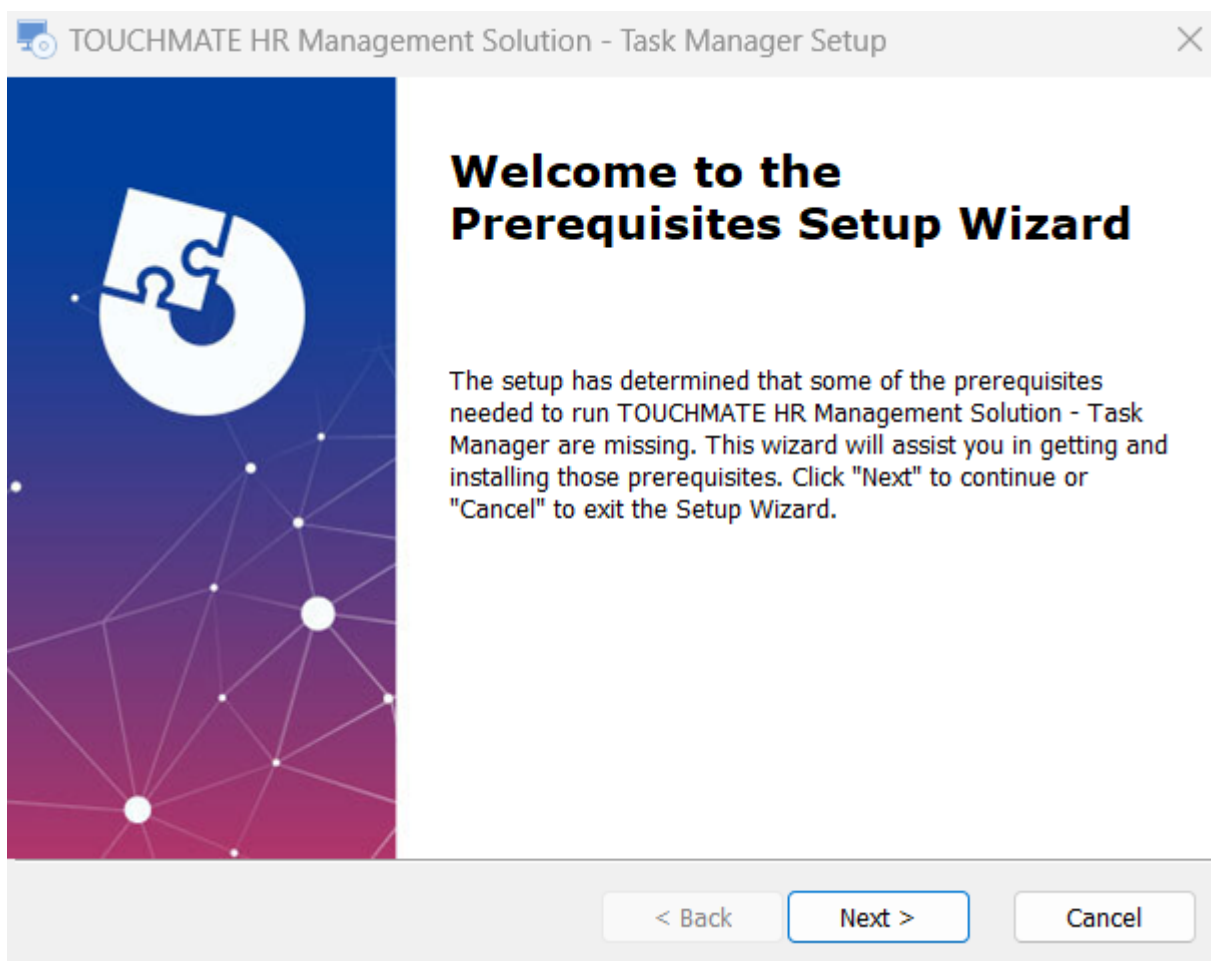 TOUCHMATE HR Management Solution - Task Manager Setup
Welcome to the
Prerequisites Setup Wizard
The setup has determined that some of the prerequisites
needed to run TOUCHMATE HR Management Solution - Task
Manager are missing. This wizard will assist you in getting and
installing those prerequisites. Click "Next" to continue or
"Cancel" to exit the Setup Wizard.
< Back
Next >
Cancel